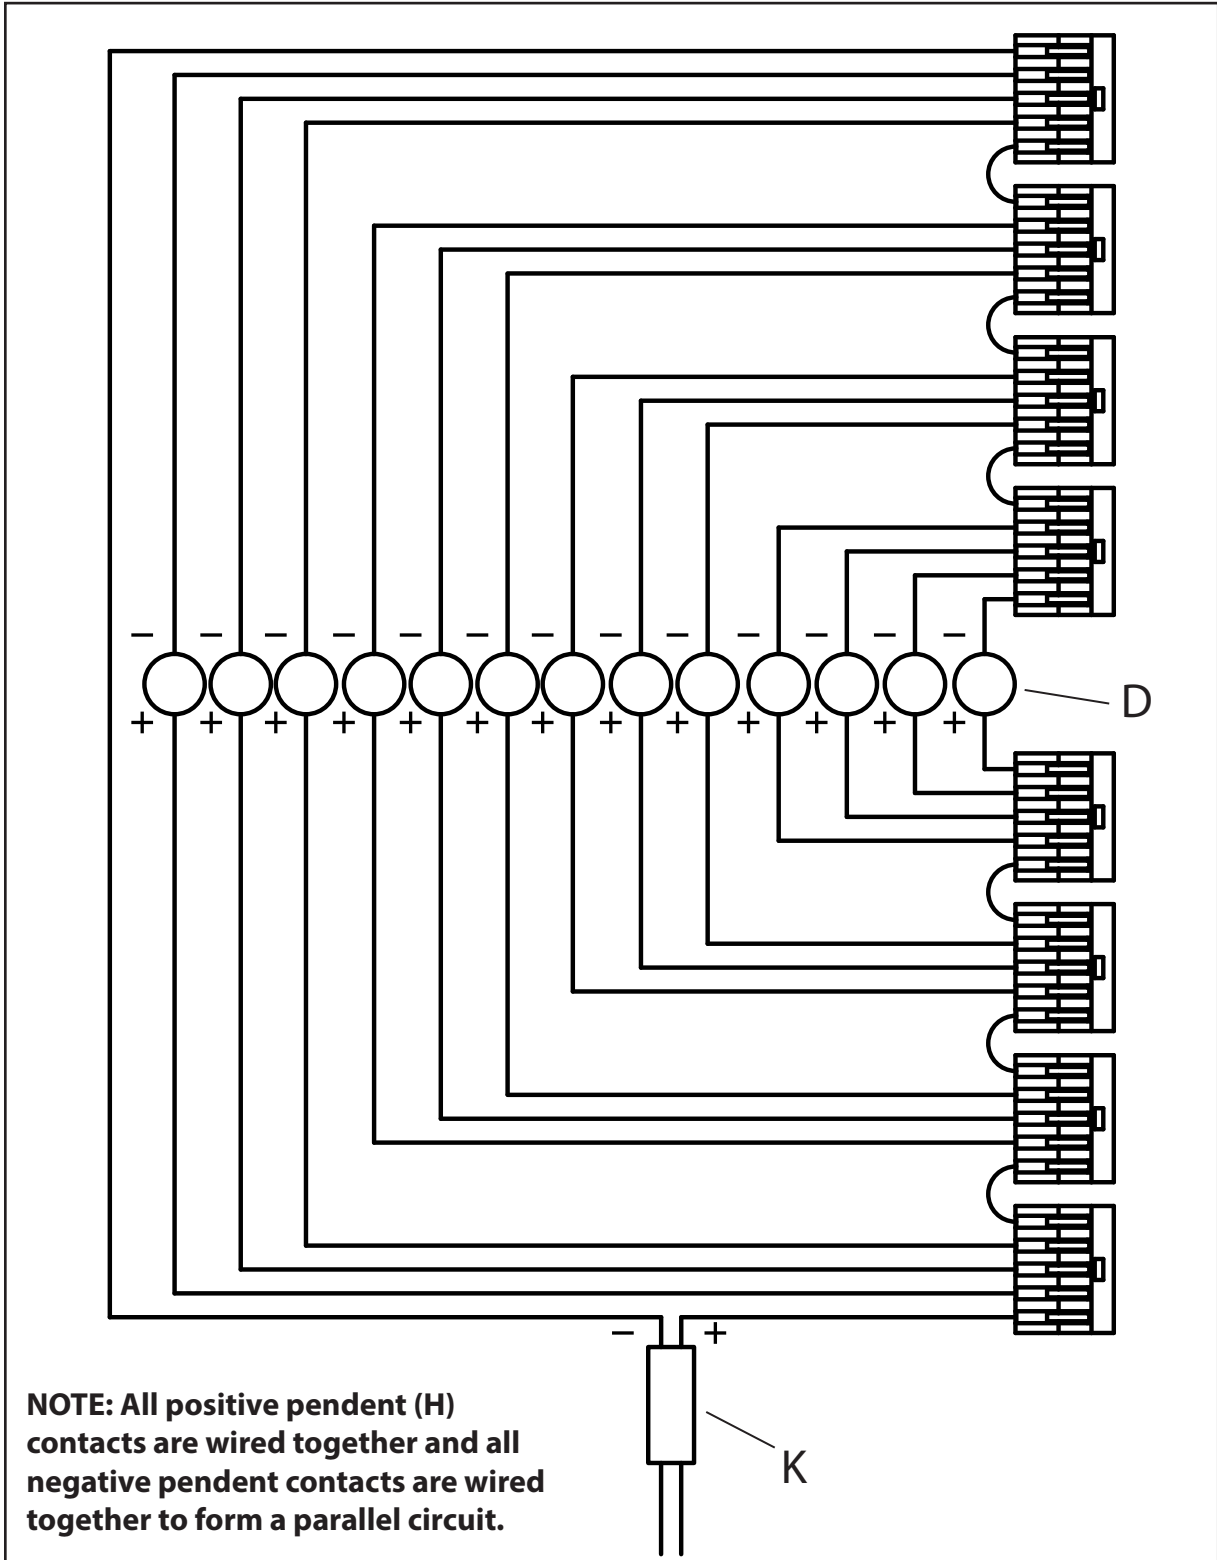 − − − − − − − − − − − − −
D
+ + + + + + + + + + + + +
− +
K
NOTE: All positive pendent (H)
contacts are wired together and all
negative pendent contacts are wired
together to form a parallel circuit.